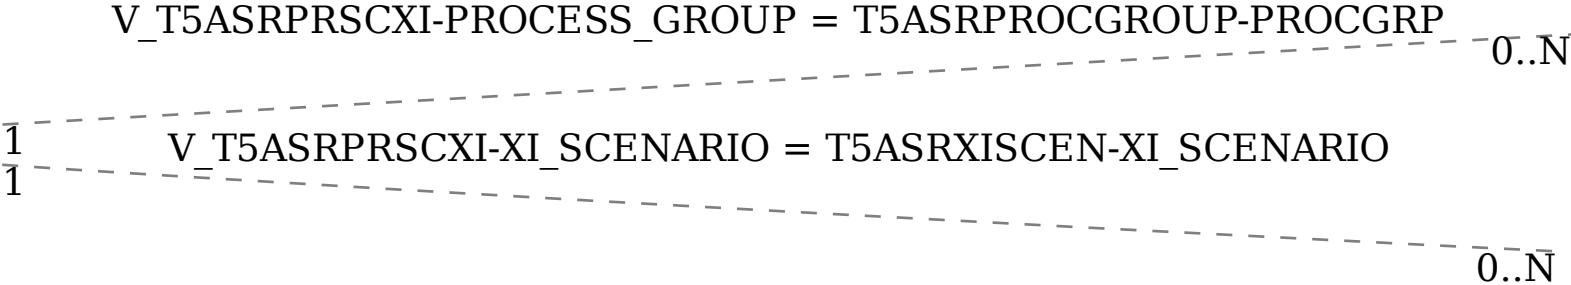 V_T5ASRPRSCXI-PROCESS_GROUP = T5ASRPROCGROUP-PROCGRP
0..N
1
V_T5ASRPRSCXI-XI_SCENARIO = T5ASRXISCEN-XI_SCENARIO
1
0..N